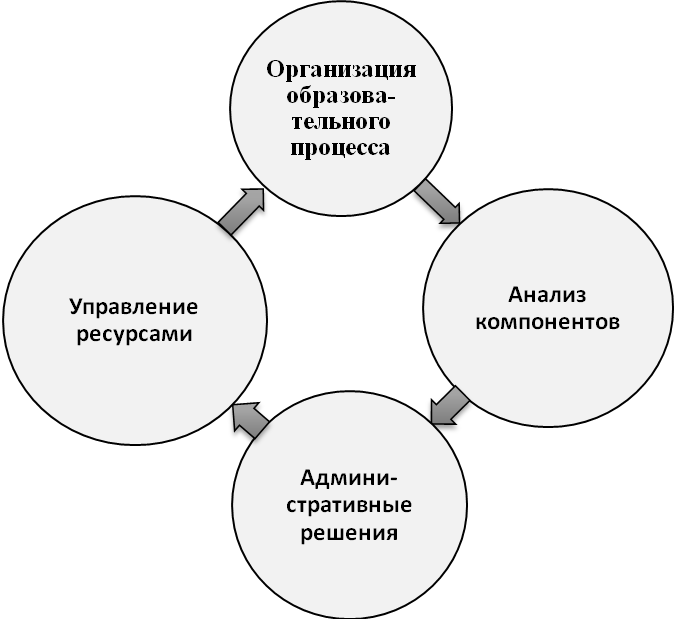 Организация
образова-
тельного
процесса
Анализ
компонентов
Админи-
стративные
решения
Управление
ресурсами